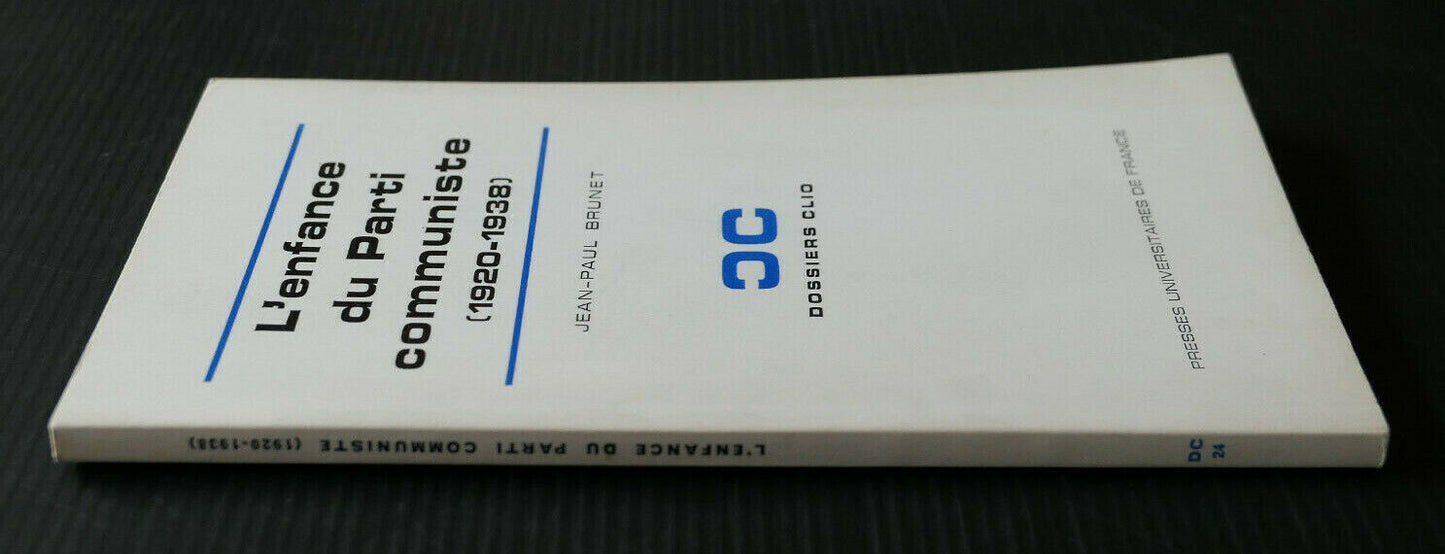 L'enfance
du Parti
communiste
(1920-1938)
JEAN-PAUL BRUNET
DC
DOSSIERS CLIO
PRESSES UNIVERSITAIRES DE FRANCE
L'ENFANCE DU PARTI COMMUNISTE (1920-1938)
DC
24